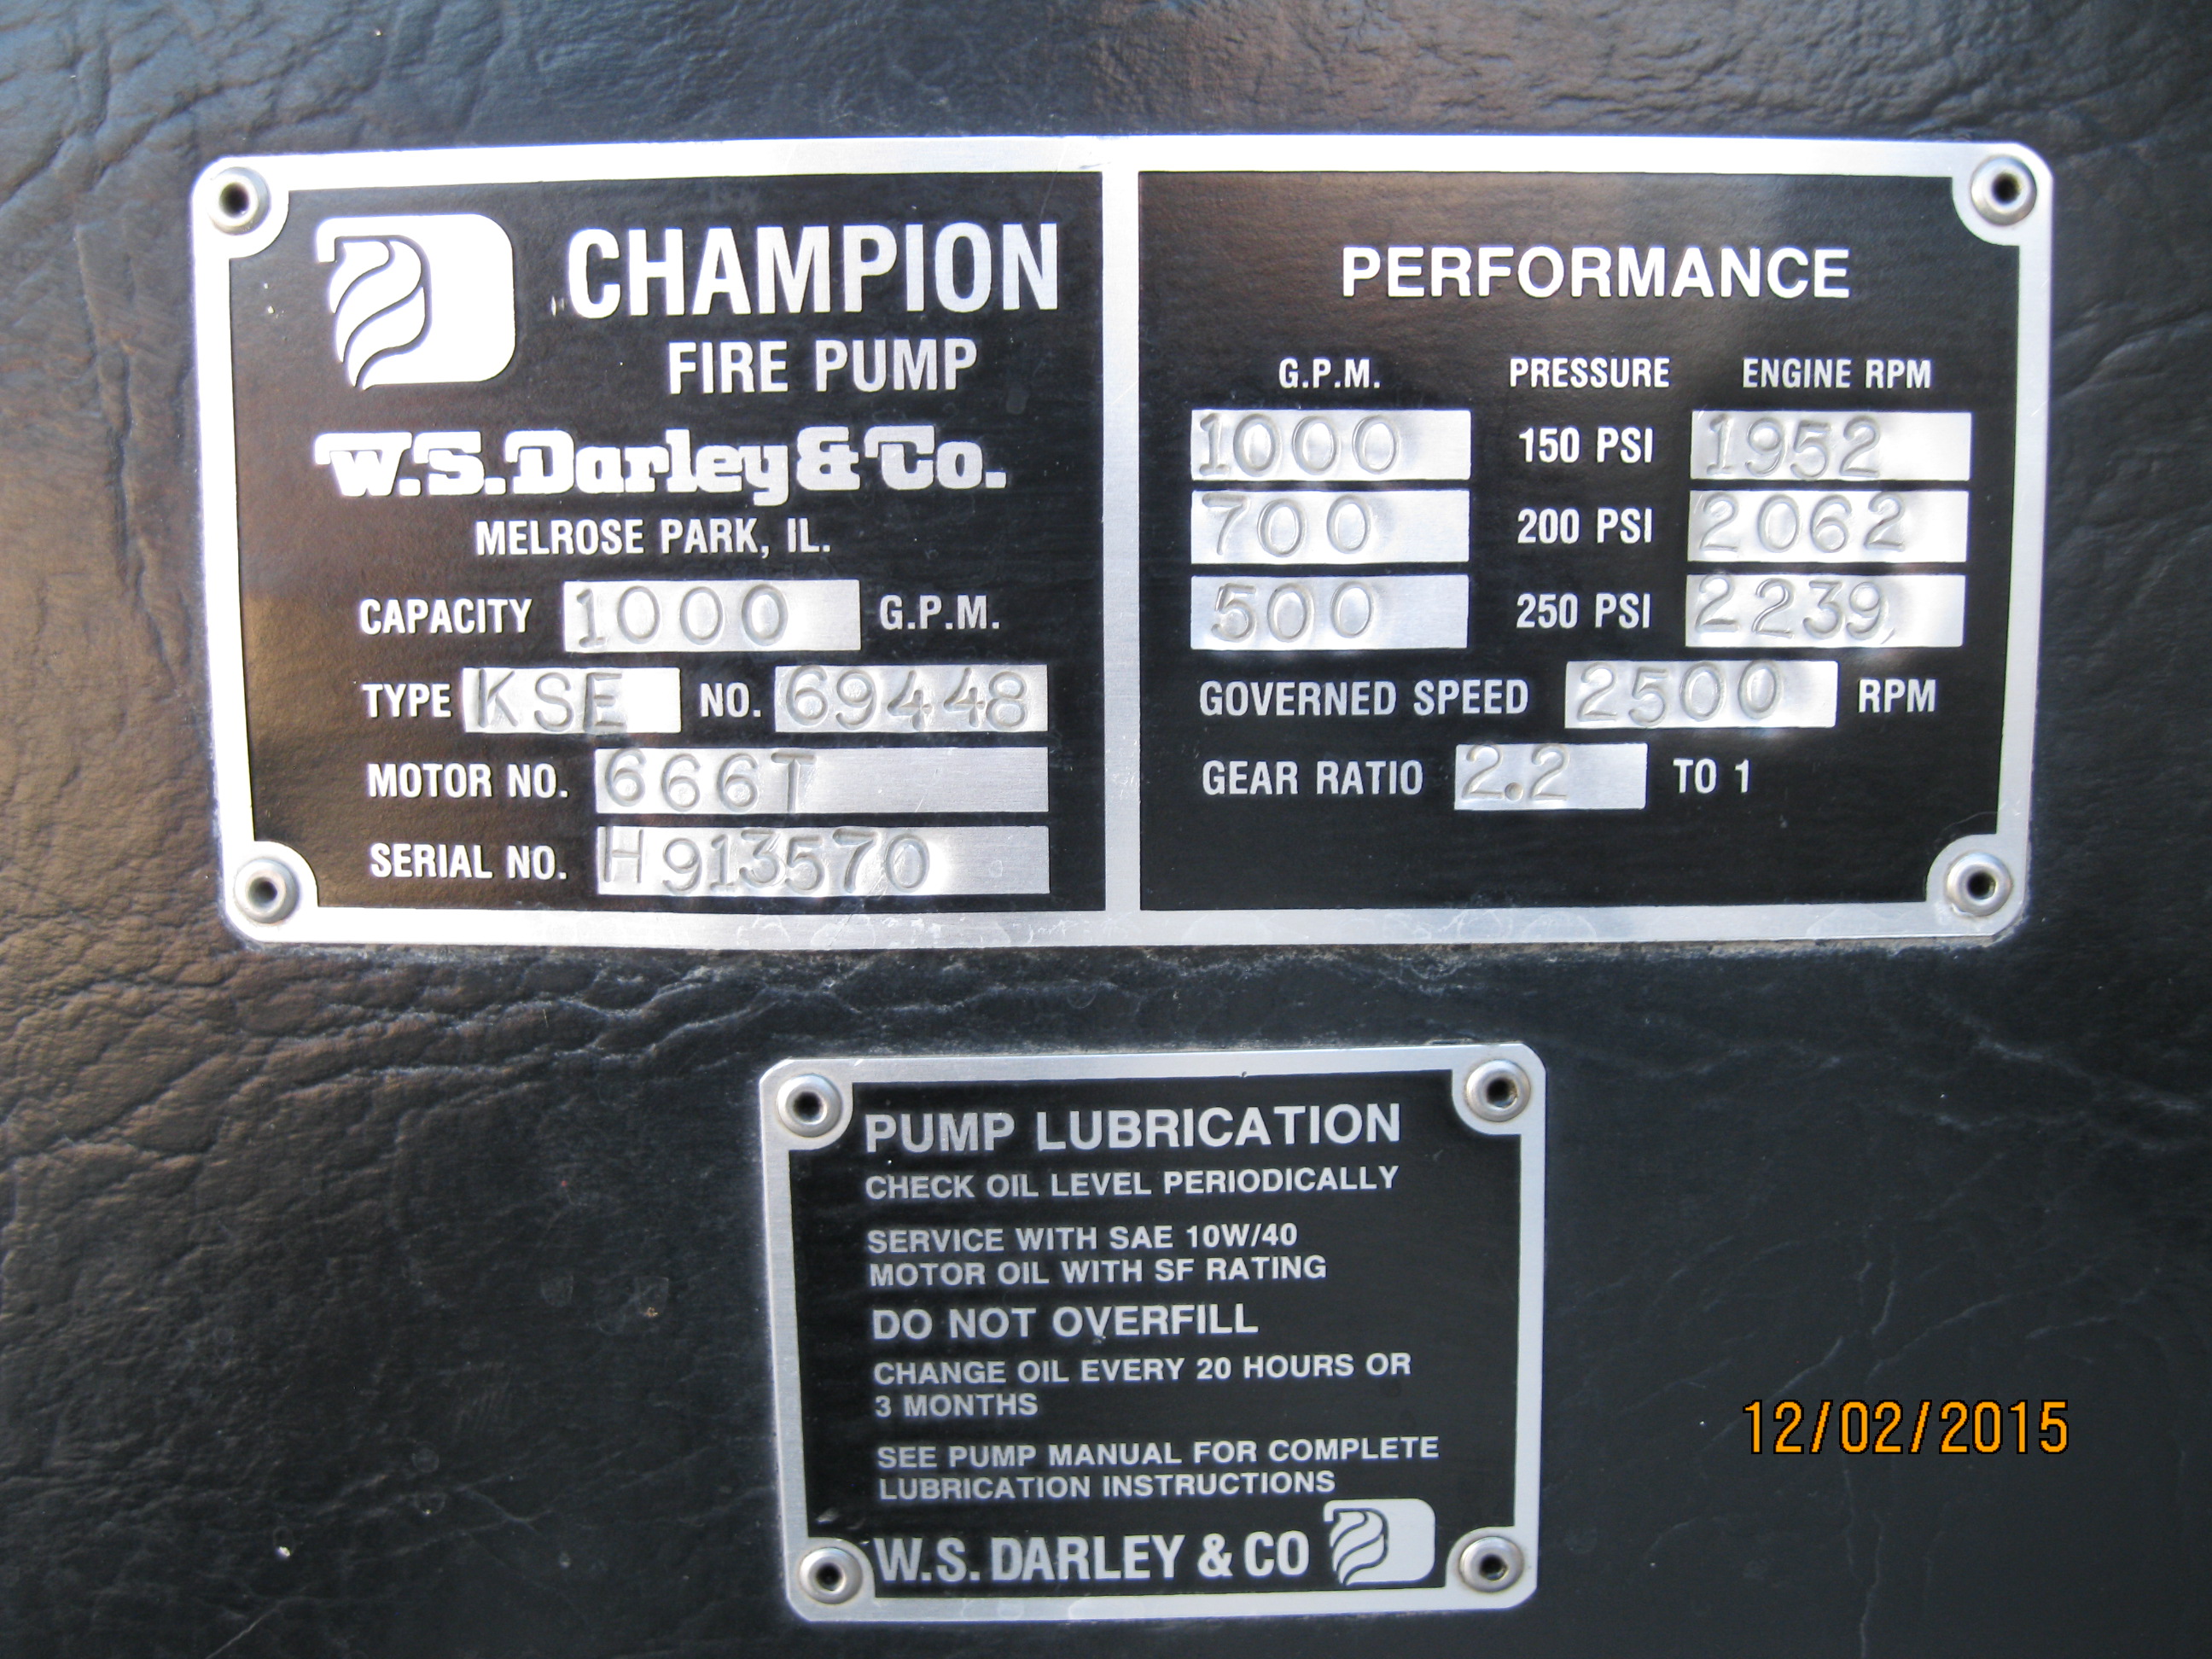 CHAMPION
FIRE PUMP
W.S. Darley & Co.
MELROSE PARK, IL.
CAPACITY 1000 G.P.M.
TYPE KSE NO. 69448
MOTOR NO. 666T
SERIAL NO. H913570
PERFORMANCE
G.P.M. PRESSURE ENGINE RPM
1000 150 PSI 1952
700 200 PSI 2062
500 250 PSI 2239
GOVERNED SPEED 2500 RPM
GEAR RATIO 2.2 TO 1
PUMP LUBRICATION
CHECK OIL LEVEL PERIODICALLY
SERVICE WITH SAE 10W/40
MOTOR OIL WITH SF RATING
DO NOT OVERFILL
CHANGE OIL EVERY 20 HOURS OR
3 MONTHS
SEE PUMP MANUAL FOR COMPLETE
LUBRICATION INSTRUCTIONS
W.S. DARLEY & CO
12/02/2015